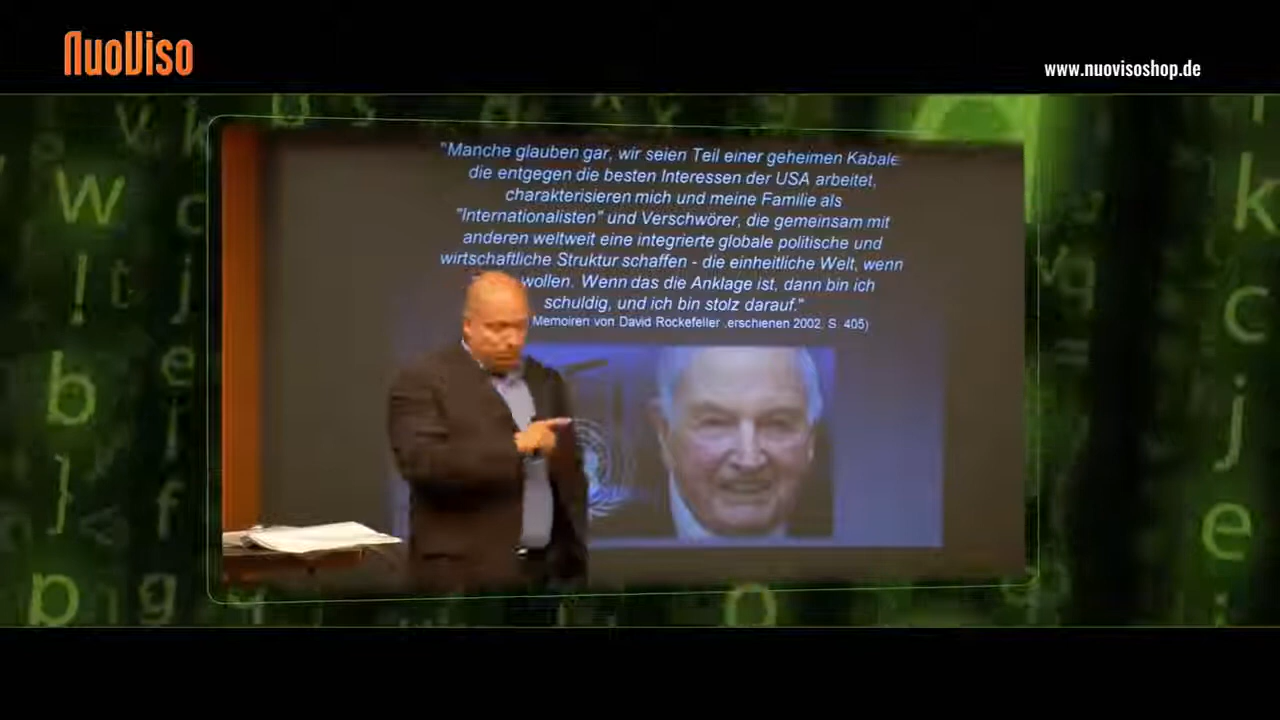 NuoViso
www.nuovisoshop.de
"Manche glauben gar, wir seien Teil einer geheimen Kabale
die entgegen die besten Interessen der USA arbeitet,
charakterisieren mich und meine Familie als
"Internationalisten" und Verschwörer, die gemeinsam mit
anderen weltweit eine integrierte globale politische und
wirtschaftliche Struktur schaffen - die einheitliche Welt, wenn
wollen. Wenn das die Anklage ist, dann bin ich
schuldig, und ich bin stolz darauf."
Memoiren von David Rockefeller ,erschienen 2002, S. 405)